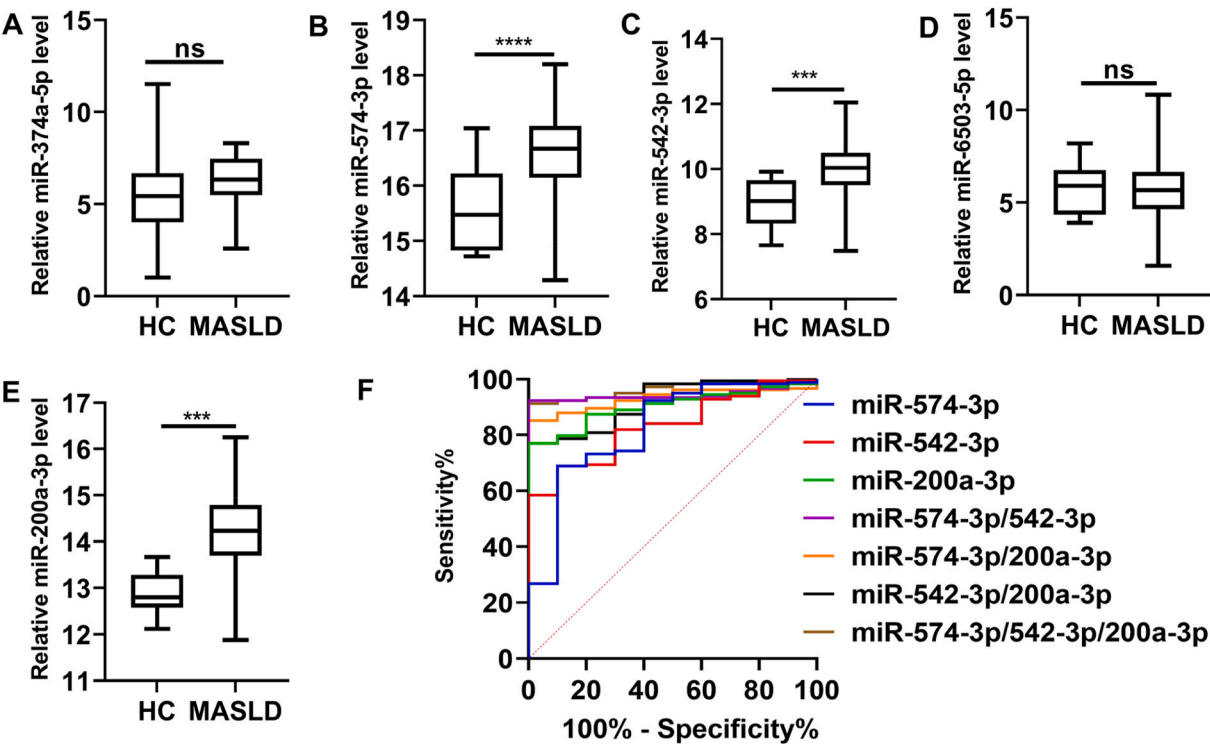 A
Relative miR-374a-5p level
15
10
5
0
ns
HC MASLD
B
Relative miR-574-3p level
19
18
17
16
15
14
****
HC MASLD
C
Relative miR-542-3p level
14
12
10
8
6
***
HC MASLD
D
Relative miR-6503-5p level
15
10
5
0
ns
HC MASLD
E
Relative miR-200a-3p level
17
16
15
14
13
12
11
***
HC MASLD
F
Sensitivity%
100
80
60
40
20
0
0 20 40 60 80 100
100% - Specificity%
miR-574-3p
miR-542-3p
miR-200a-3p
miR-574-3p/542-3p
miR-574-3p/200a-3p
miR-542-3p/200a-3p
miR-574-3p/542-3p/200a-3p